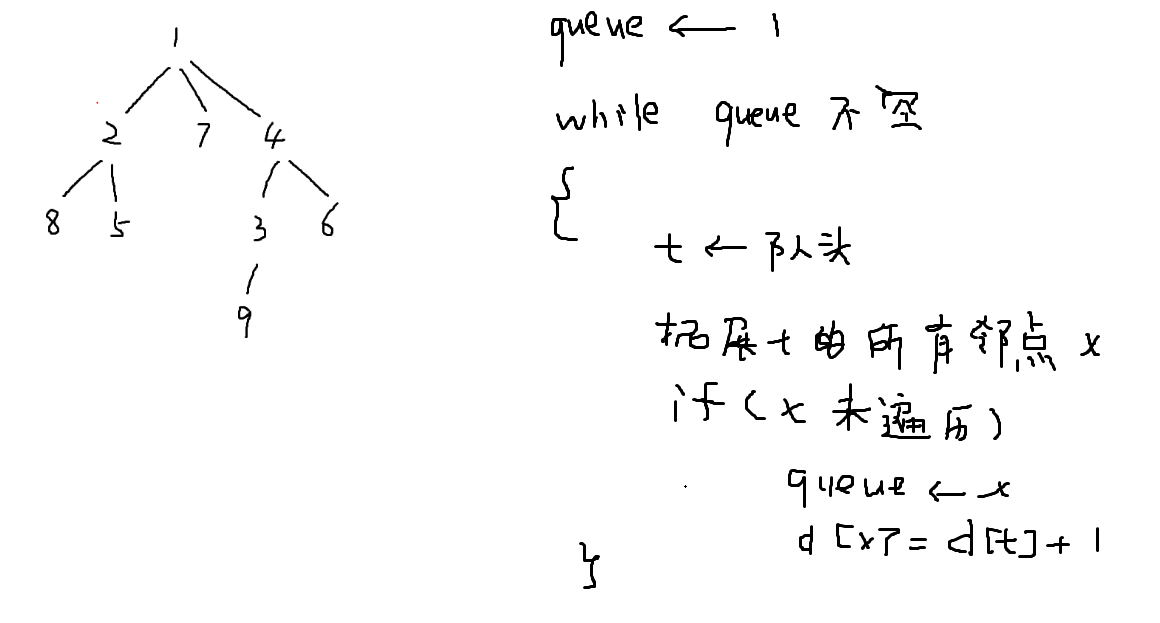 1
2 7 4
8 5 3 6
9
queue ← 1
while queue 不空
{
t ← 队头
拓展t的所有邻点 x
if (x 未遍历)
queue ← x
d[x] = d[t] + 1
}